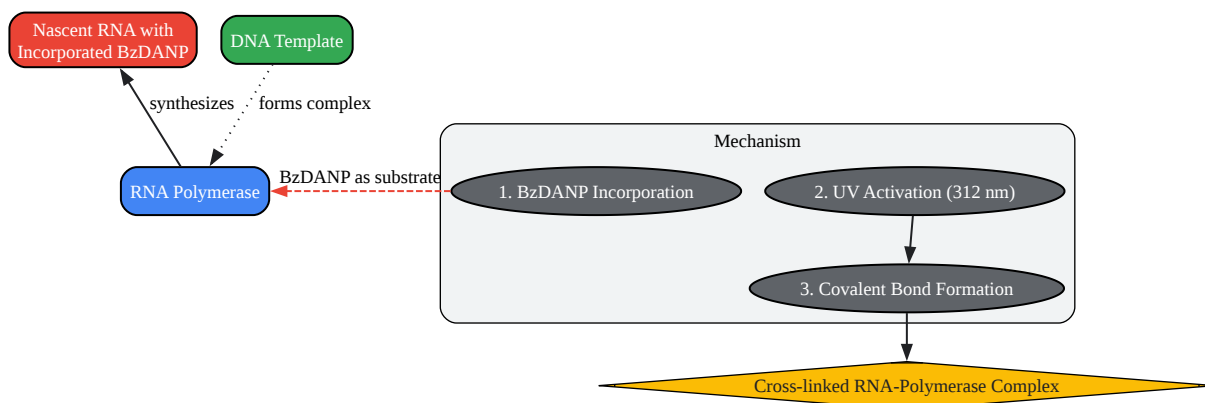 Nascent RNA with
Incorporated BzDANP
DNA Template
synthesizes
forms complex
Mechanism
RNA Polymerase
BzDANP as substrate
1. BzDANP Incorporation
2. UV Activation (312 nm)
3. Covalent Bond Formation
Cross-linked RNA-Polymerase Complex